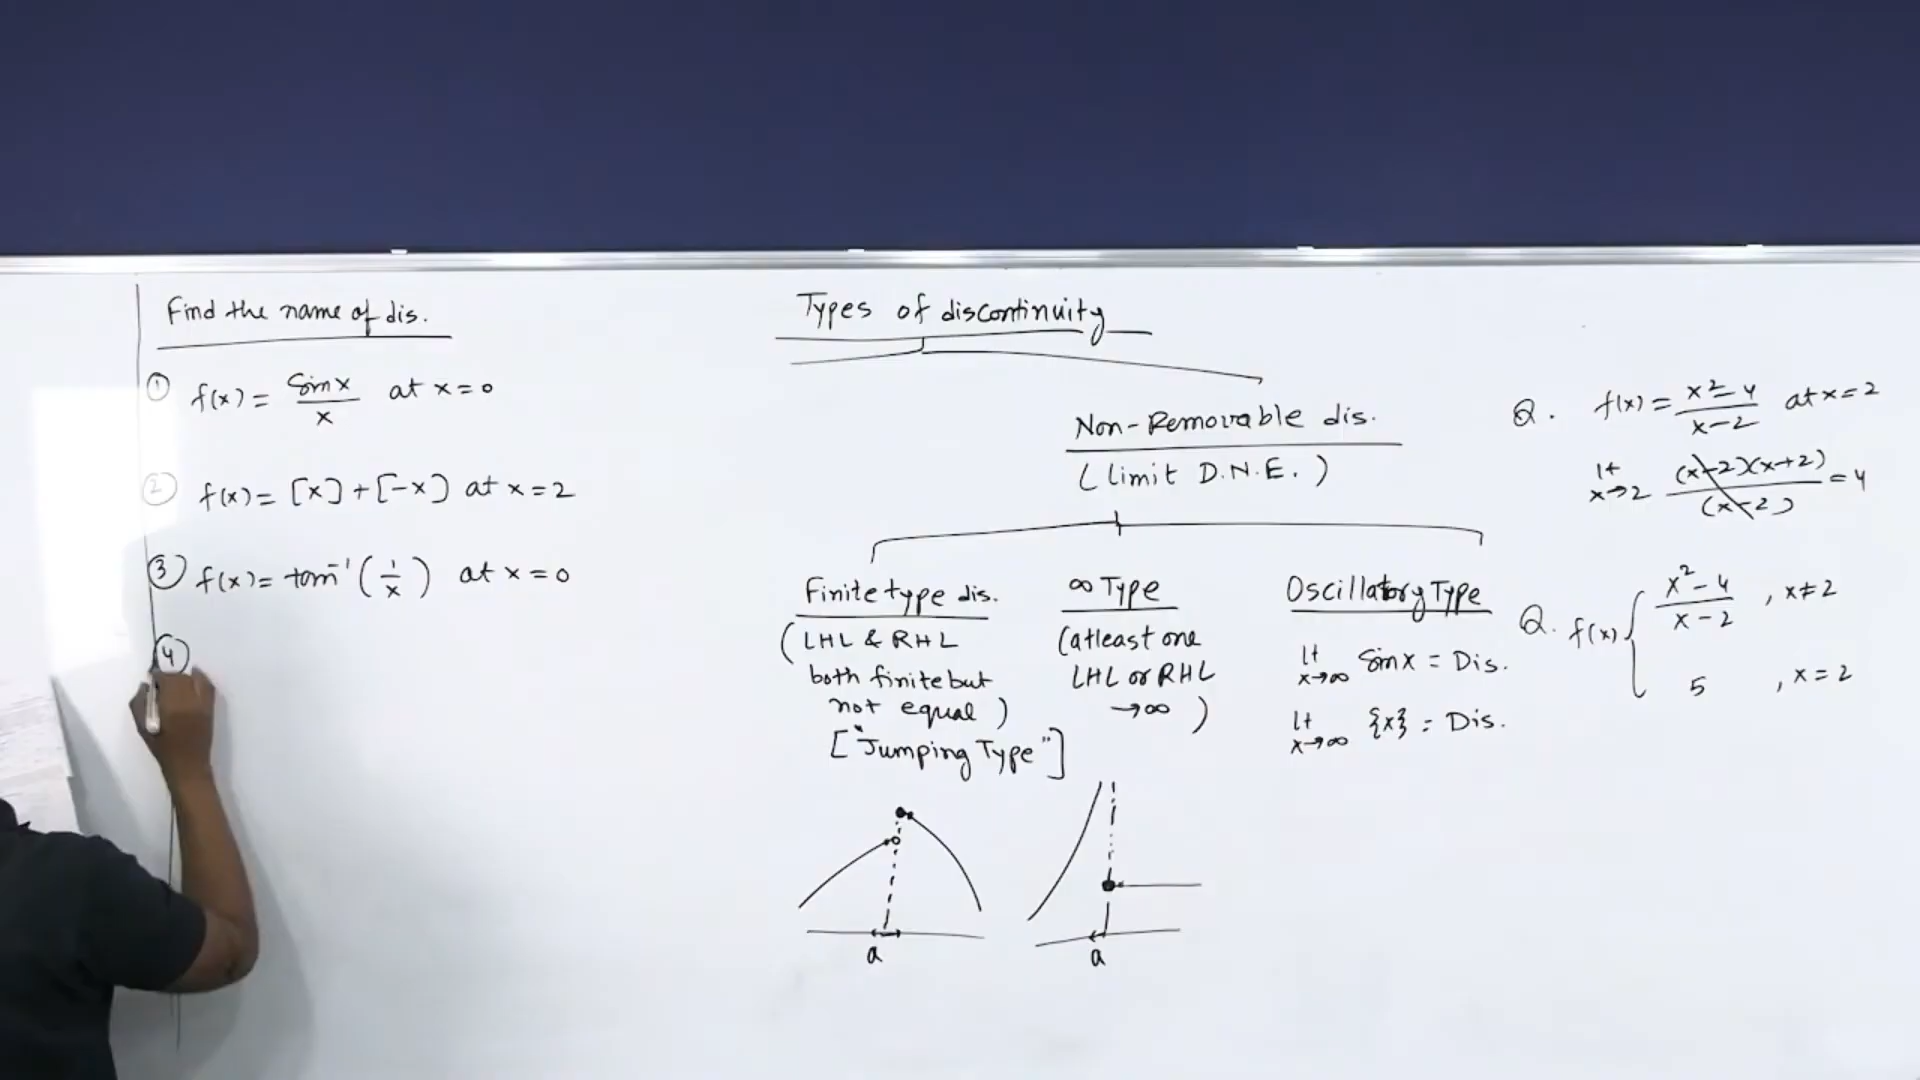 Find the name of dis.
① f(x) = Sinx/x at x = 0
② f(x) = [x] + [-x] at x = 2
③ f(x) = tan⁻¹(1/x) at x = 0
④
Types of discontinuity
Non-Removable dis.
(limit D.N.E.)
Finite type dis.
(LHL & RHL
both finite but
not equal)
["Jumping Type"]
a
∞ Type
(atleast one
LHL or RHL
→∞)
a
Oscillatory Type
lt x→∞ Sinx = Dis.
lt x→∞ {x} = Dis.
Q. f(x) = x²-4/x-2 at x = 2
lt x→2 (x-2)(x+2)/(x-2) = 4
Q. f(x) { x²-4/x-2 , x≠2
5 , x = 2